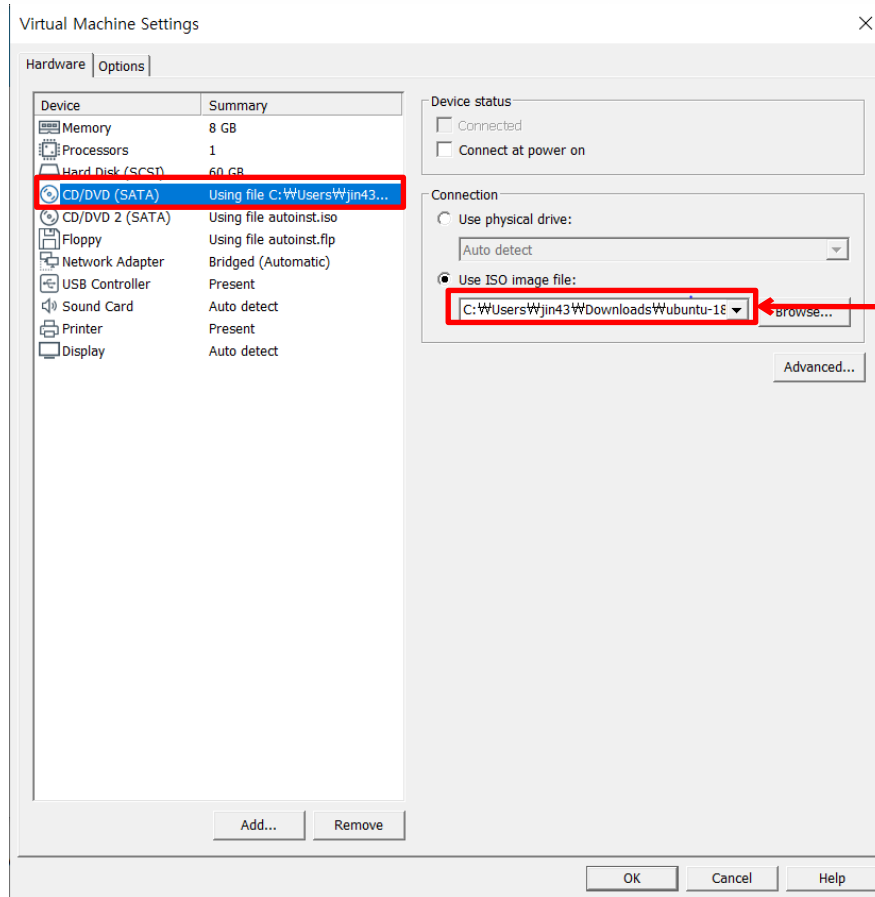 Virtual Machine Settings
Hardware
Options
Device Summary
Memory 8 GB
Processors 1
Hard Disk (SCSI) 60 GB
CD/DVD (SATA) Using file C:₩Users₩jin43...
CD/DVD 2 (SATA) Using file autoinst.iso
Floppy Using file autoinst.flp
Network Adapter Bridged (Automatic)
USB Controller Present
Sound Card Auto detect
Printer Present
Display Auto detect
Add...
Remove
Device status
Connected
Connect at power on
Connection
Use physical drive:
Auto detect
Use ISO image file:
C:₩Users₩jin43₩Downloads₩ubuntu-18
Browse...
Advanced...
OK
Cancel
Help